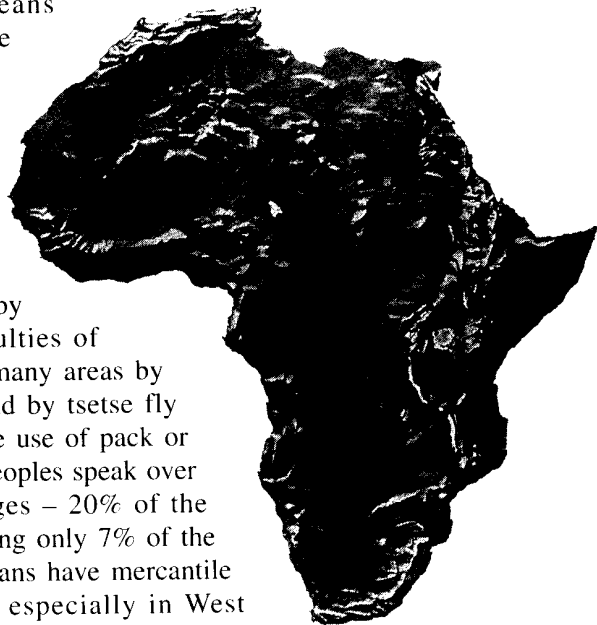 eans
e
by
ulties of
many areas by
d by tsetse fly
e use of pack or
eoples speak over
ges – 20% of the
ng only 7% of the
ans have mercantile
especially in West